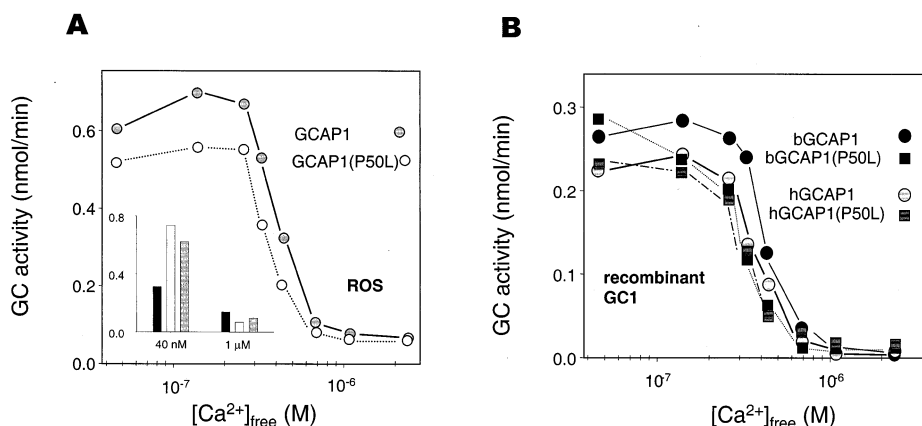 A
GC activity (nmol/min)
0.6
0.4
0.2
0.0
GCAP1
GCAP1(P50L)
ROS
0.8
0.4
0.0
40 nM
1 µM
10-7
10-6
[Ca2+]free (M)
B
GC activity (nmol/min)
0.3
0.2
0.1
0.0
bGCAP1
bGCAP1(P50L)
hGCAP1
hGCAP1(P50L)
recombinant
GC1
10-7
10-6
[Ca2+]free (M)